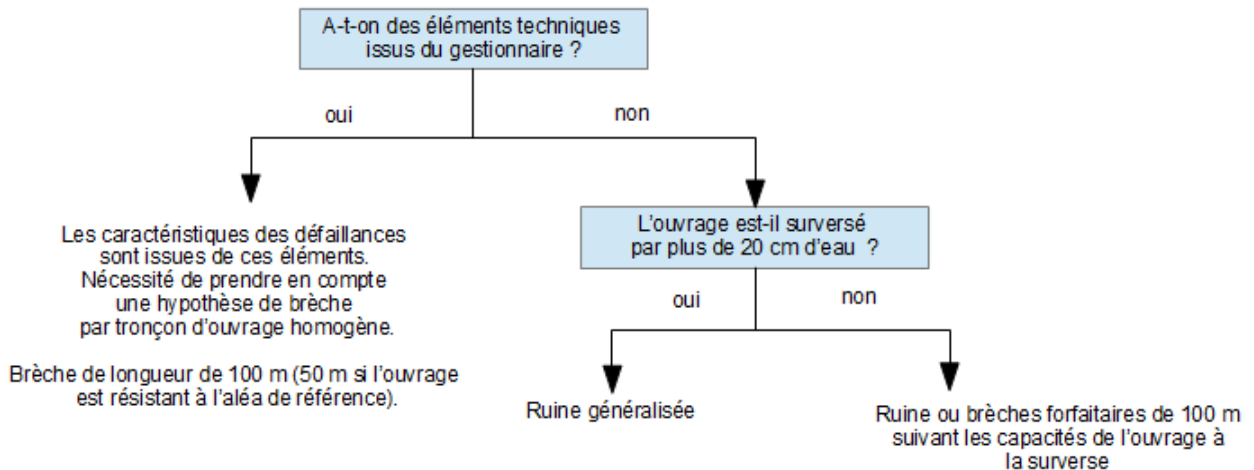 A-t-on des éléments techniques
issus du gestionnaire ?
oui
non
Les caractéristiques des défaillances
sont issues de ces éléments.
Nécessité de prendre en compte
une hypothèse de brèche
par tronçon d'ouvrage homogène.
Brèche de longueur de 100 m (50 m si l'ouvrage
est résistant à l'aléa de référence).
L'ouvrage est-il surversé
par plus de 20 cm d'eau ?
oui
non
Ruine généralisée
Ruine ou brèches forfaitaires de 100 m
suivant les capacités de l'ouvrage à
la surverse